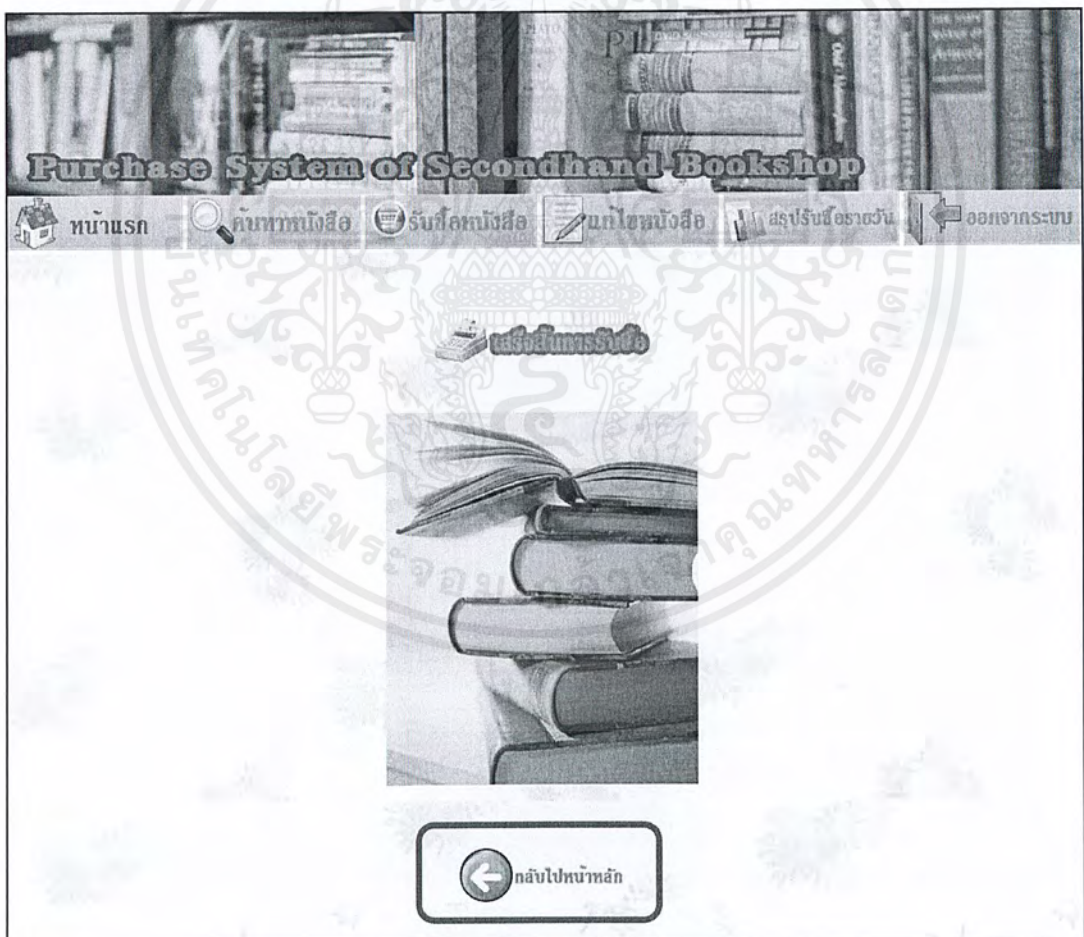 Purchase System of Secondhand Bookshop
หน้าแรก ค้นหาหนังสือ รับซื้อหนังสือ แก้ไขหนังสือ สรุปรับซื้อรายวัน ออกจากระบบ
เสร็จสิ้นการรับซื้อ
กลับไปหน้าหลัก